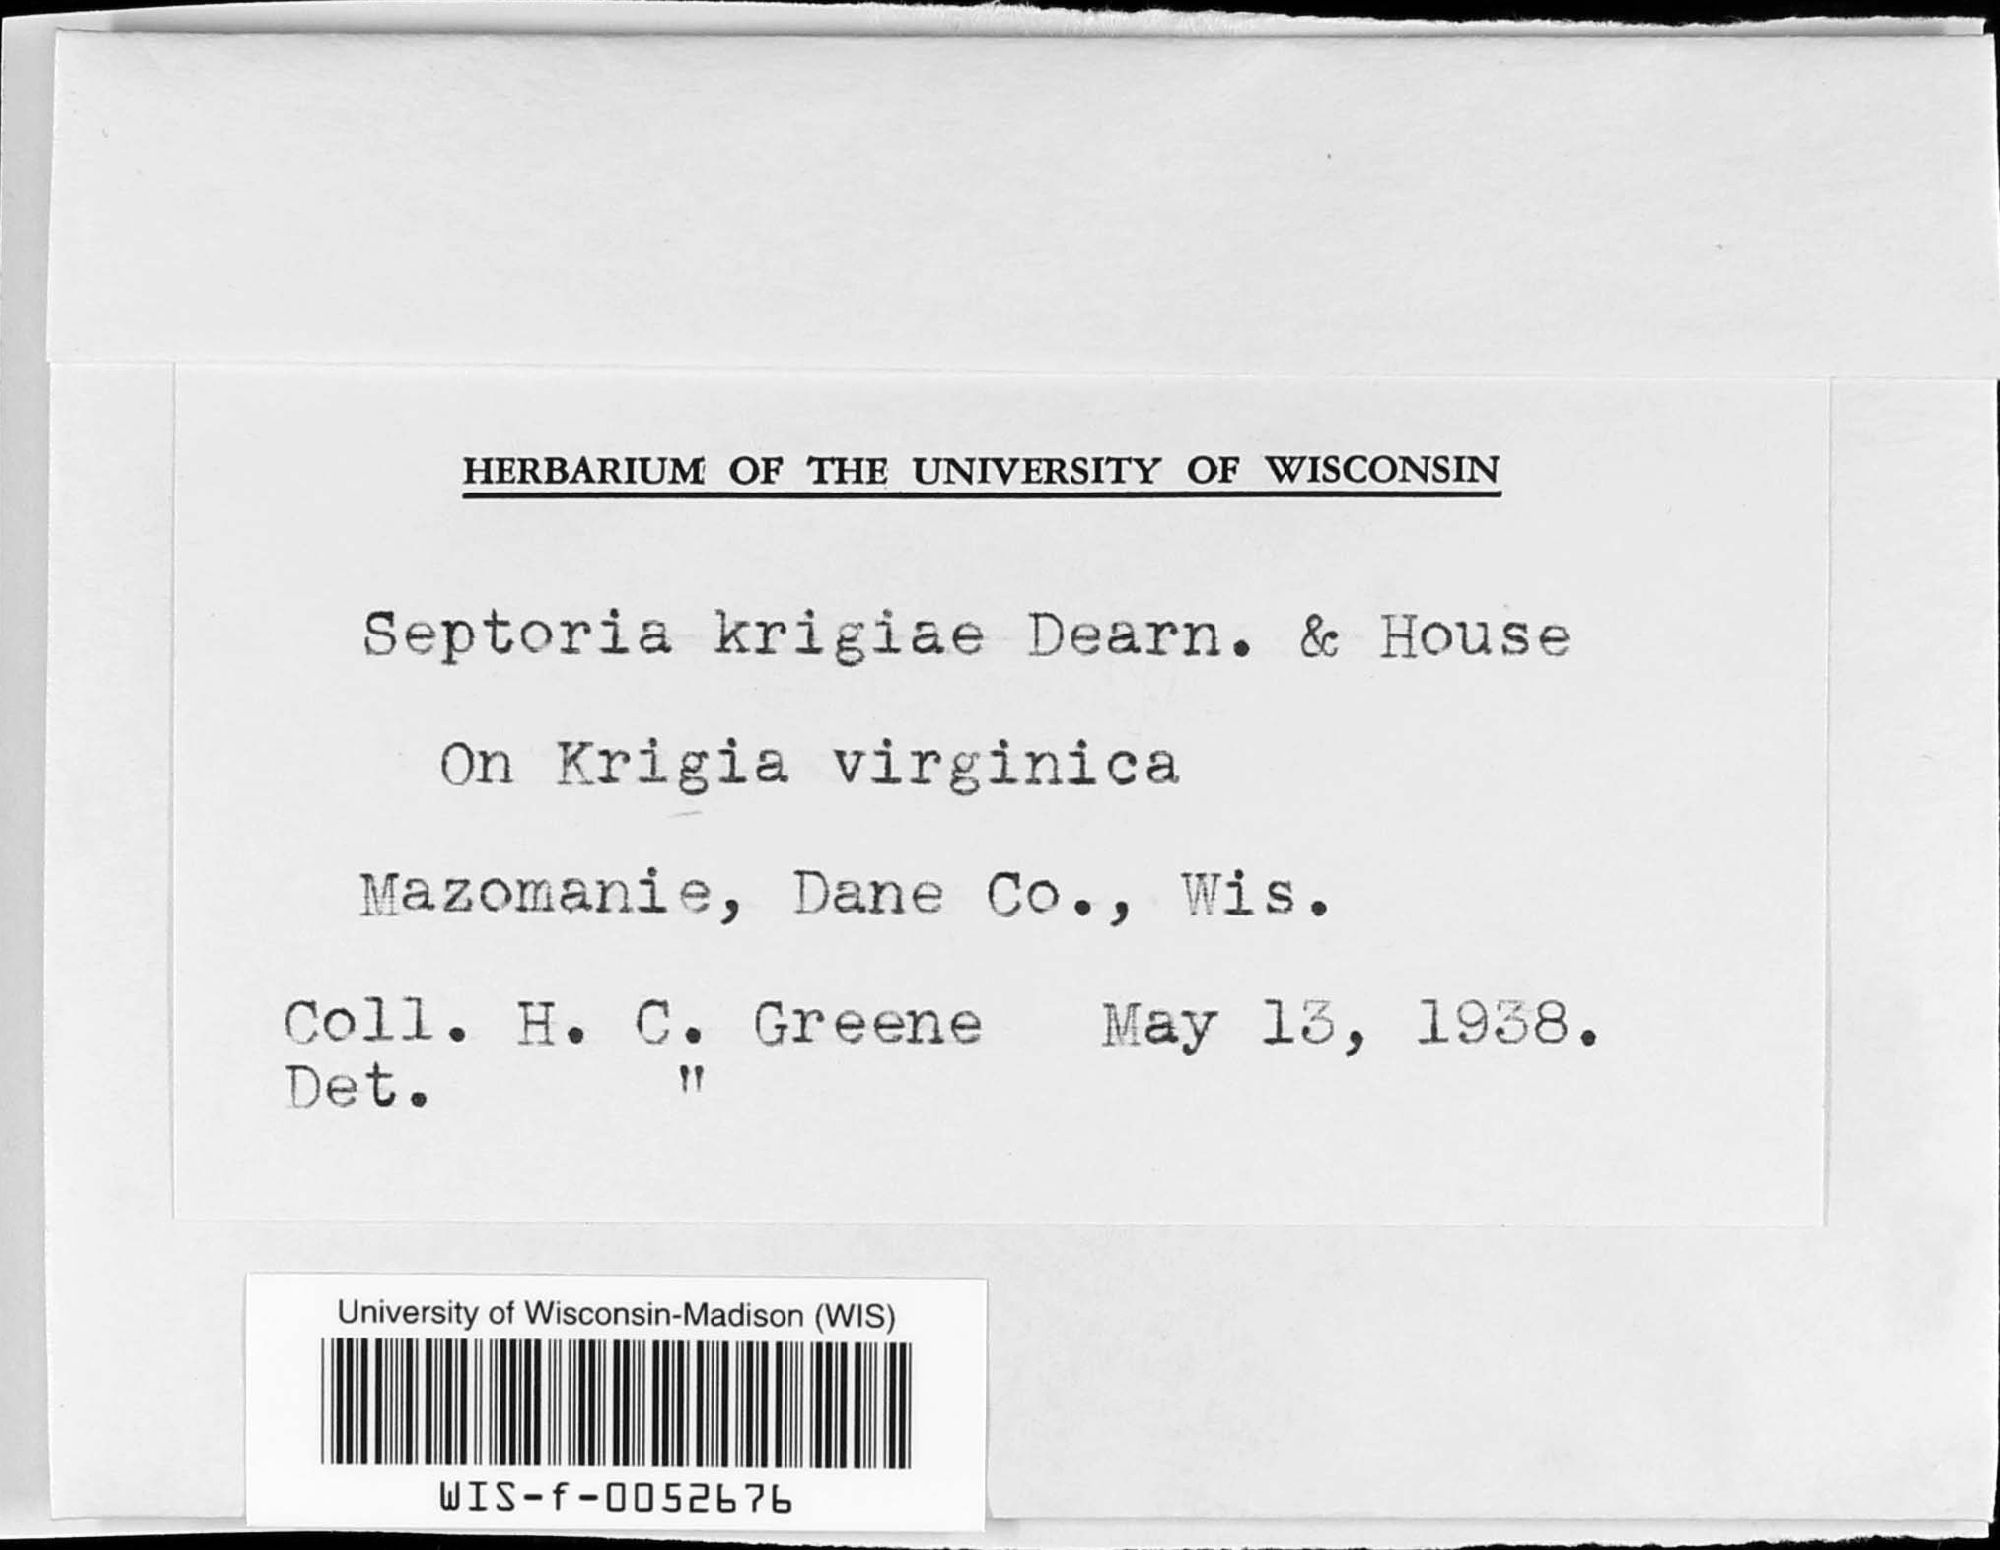 HERBARIUM OF THE UNIVERSITY OF WISCONSIN
Septoria krigiae Dearn. & House
On Krigia virginica
Mazomanie, Dane Co., Wis.
Coll. H. C. Greene May 13, 1938.
Det. "
University of Wisconsin-Madison (WIS)
WIS-f-0052676